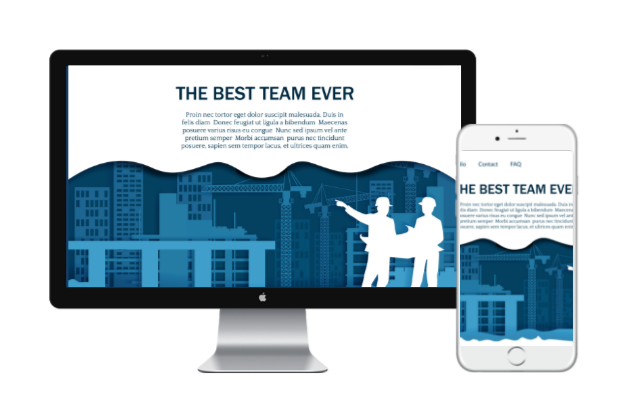 THE BEST TEAM EVER
Proin nec tortor eget dolor suscipit malesuada. Duis in
felis diam. Donec feugiat ut ligula a bibendum. Maecenas
posuere varius risus eu congue. Nunc sed ipsum vel ante
pretium semper. Morbi accumsan purus nec tincidunt
posuere, sapien sem tempor lacus, et ultrices quam enim.
Contact FAQ
HE BEST TEAM EVE
Proin nec tortor eget dolor suscipit malesuada. Duis in
felis diam. Donec feugiat ut ligula a bibendum. Maecenas
posuere varius risus eu congue. Nunc sed ipsum vel ant
pretium semper. Morbi accumsan purus nec tincidunt
posuere, sapien sem tempor lacus, et ultrices quam enim.